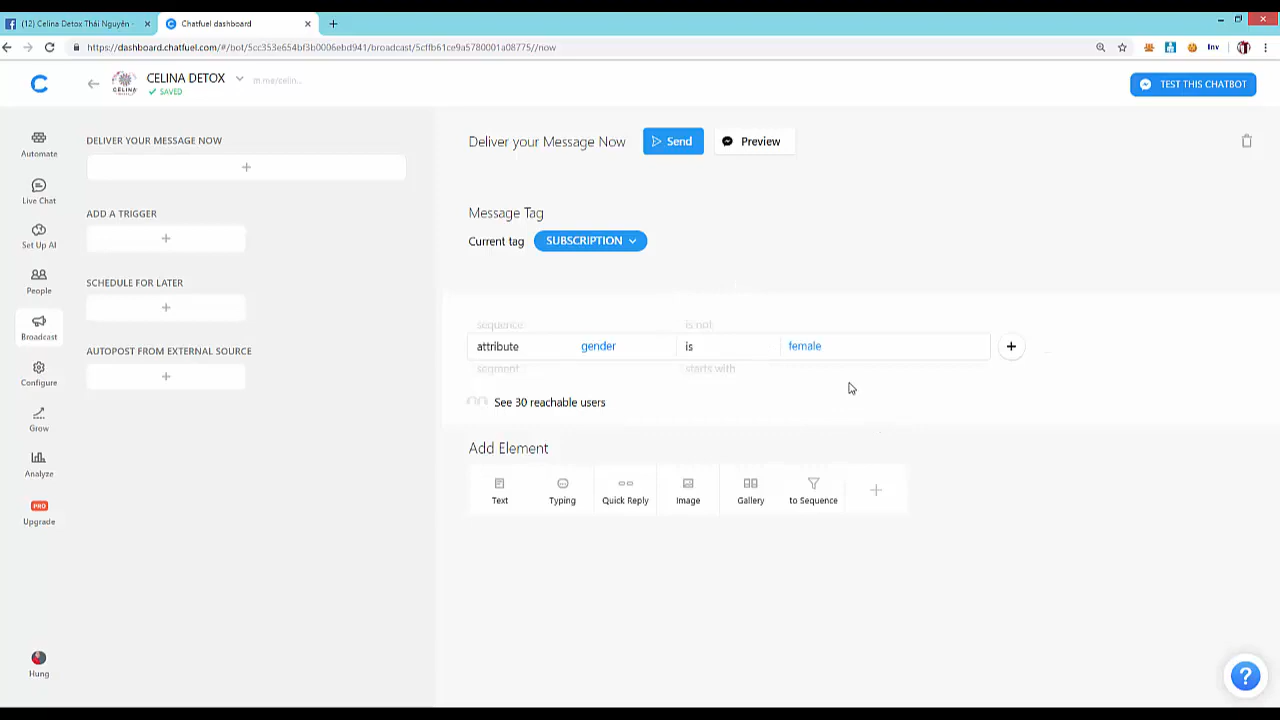 (12) Celina Detox Thái Nguyên -
Chatfuel dashboard
https://dashboard.chatfuel.com/#/bot/5cc353e654bf3b0006ebd941/broadcast/5cffb61ce9a5780001a08775//now
Inv
CELINA DETOX
m.me/celin...
SAVED
TEST THIS CHATBOT
Automate
Live Chat
Set Up AI
People
Broadcast
Configure
Grow
Analyze
PRO
Upgrade
Hung
DELIVER YOUR MESSAGE NOW
ADD A TRIGGER
SCHEDULE FOR LATER
AUTOPOST FROM EXTERNAL SOURCE
Deliver your Message Now
Send
Preview
Message Tag
Current tag SUBSCRIPTION
sequence is not
attribute gender is female
segment starts with
See 30 reachable users
Add Element
Text Typing Quick Reply Image Gallery to Sequence
?